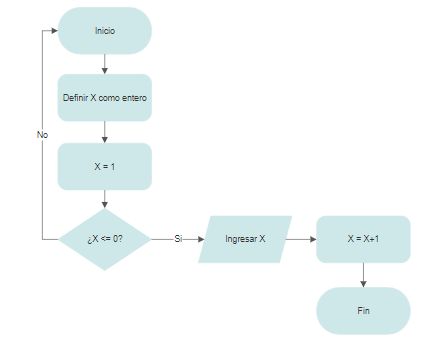 Inicio
Definir X como entero
X = 1
¿X <= 0?
No
Si
Ingresar X
X = X+1
Fin